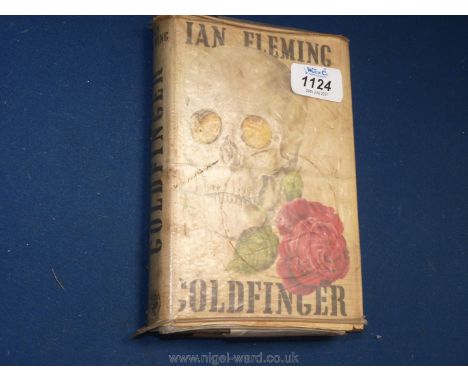 IAN FLEMING
1124
GOLDFINGER
GOLDFINGER
www.nigel-ward.co.uk